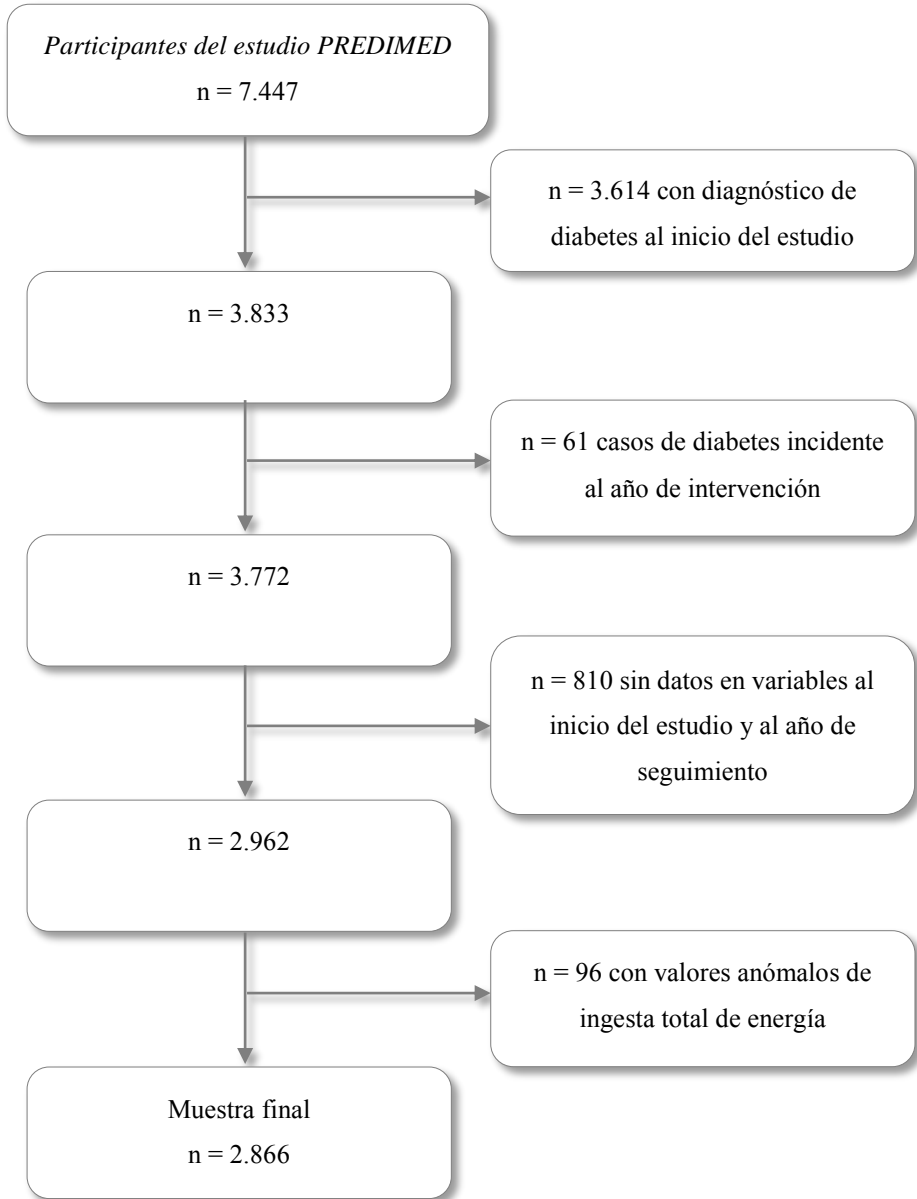 Participantes del estudio PREDIMED
n = 7.447
n = 3.614 con diagnóstico de
diabetes al inicio del estudio
n = 3.833
n = 61 casos de diabetes incidente
al año de intervención
n = 3.772
n = 810 sin datos en variables al
inicio del estudio y al año de
seguimiento
n = 2.962
n = 96 con valores anómalos de
ingesta total de energía
Muestra final
n = 2.866